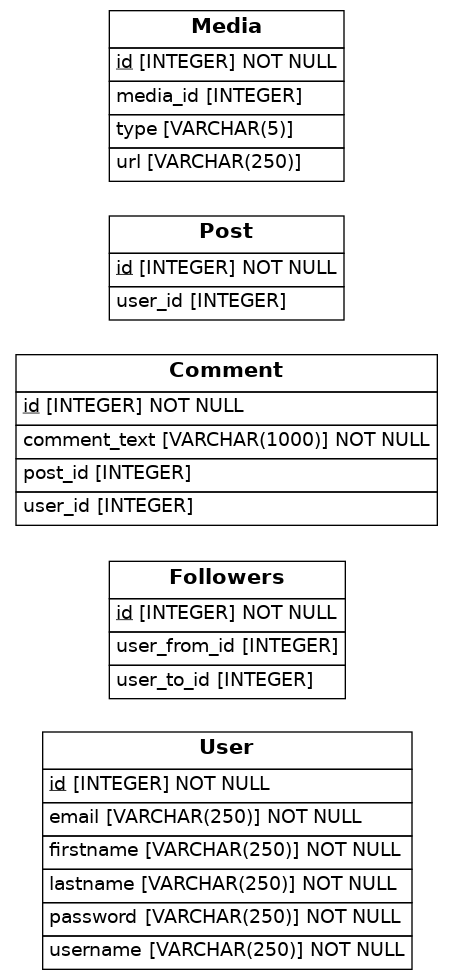 Media
id [INTEGER] NOT NULL
media_id [INTEGER]
type [VARCHAR(5)]
url [VARCHAR(250)]
Post
id [INTEGER] NOT NULL
user_id [INTEGER]
Comment
id [INTEGER] NOT NULL
comment_text [VARCHAR(1000)] NOT NULL
post_id [INTEGER]
user_id [INTEGER]
Followers
id [INTEGER] NOT NULL
user_from_id [INTEGER]
user_to_id [INTEGER]
User
id [INTEGER] NOT NULL
email [VARCHAR(250)] NOT NULL
firstname [VARCHAR(250)] NOT NULL
lastname [VARCHAR(250)] NOT NULL
password [VARCHAR(250)] NOT NULL
username [VARCHAR(250)] NOT NULL